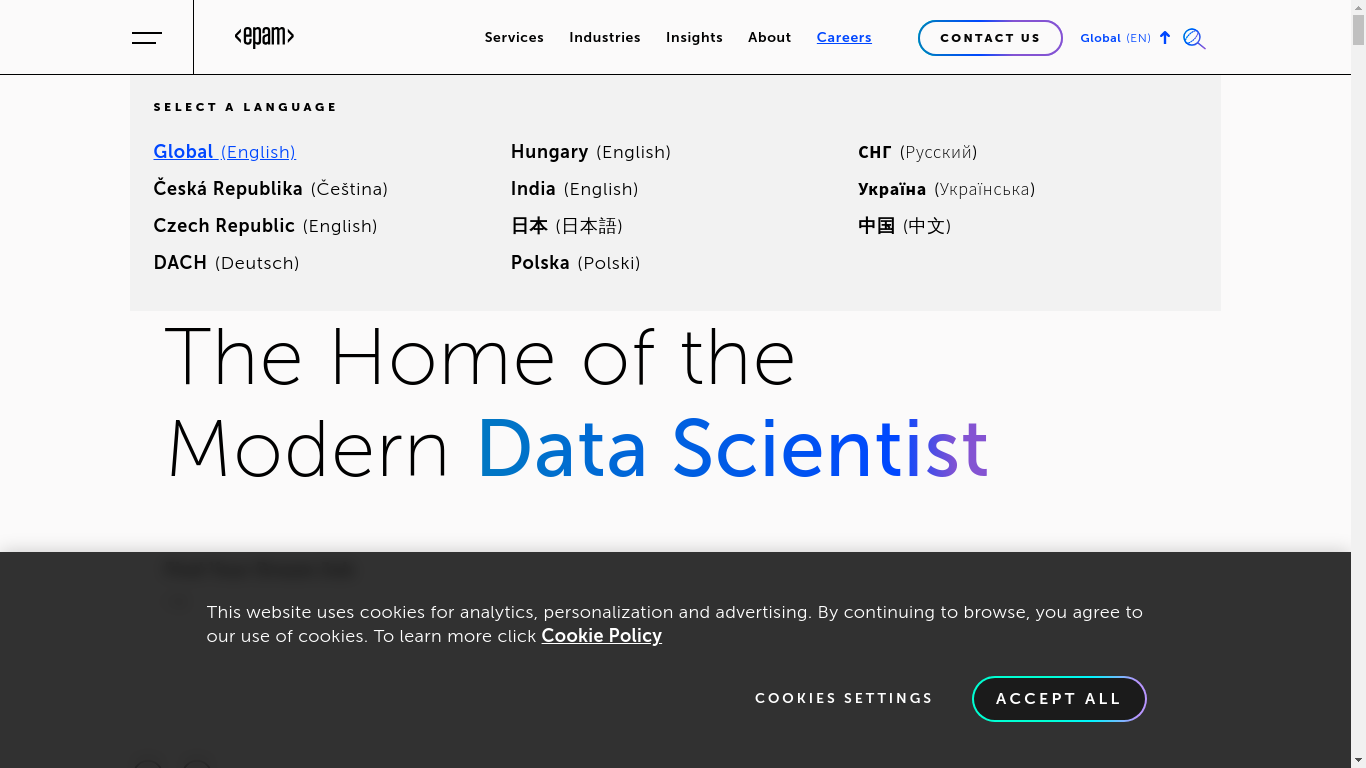 <epam>
Services Industries Insights About Careers CONTACT US Global (EN)
SELECT A LANGUAGE
Global (English)
Česká Republika (Čeština)
Czech Republic (English)
DACH (Deutsch)
Hungary (English)
India (English)
日本 (日本語)
Polska (Polski)
СНГ (Русский)
Україна (Українська)
中国 (中文)
The Home of the
Modern Data Scientist
This website uses cookies for analytics, personalization and advertising. By continuing to browse, you agree to
our use of cookies. To learn more click Cookie Policy
COOKIES SETTINGS ACCEPT ALL